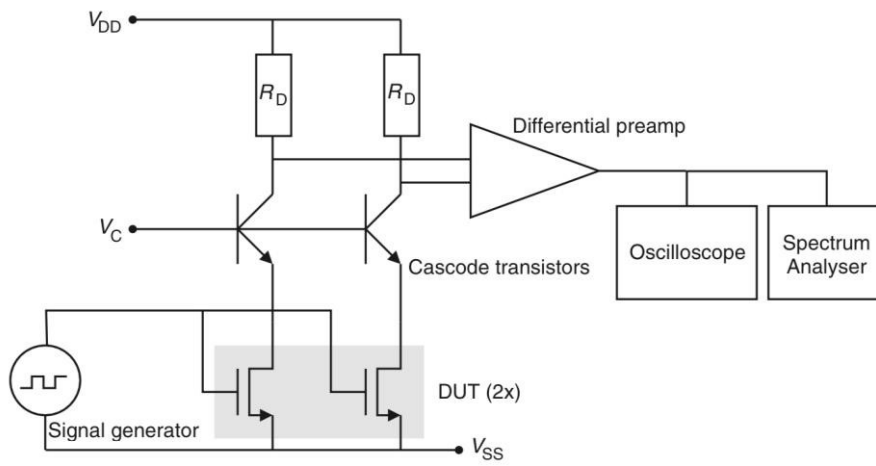 V_DD
R_D
R_D
Differential preamp
V_C
Oscilloscope
Spectrum
Analyser
Cascode transistors
DUT (2x)
Signal generator
V_SS